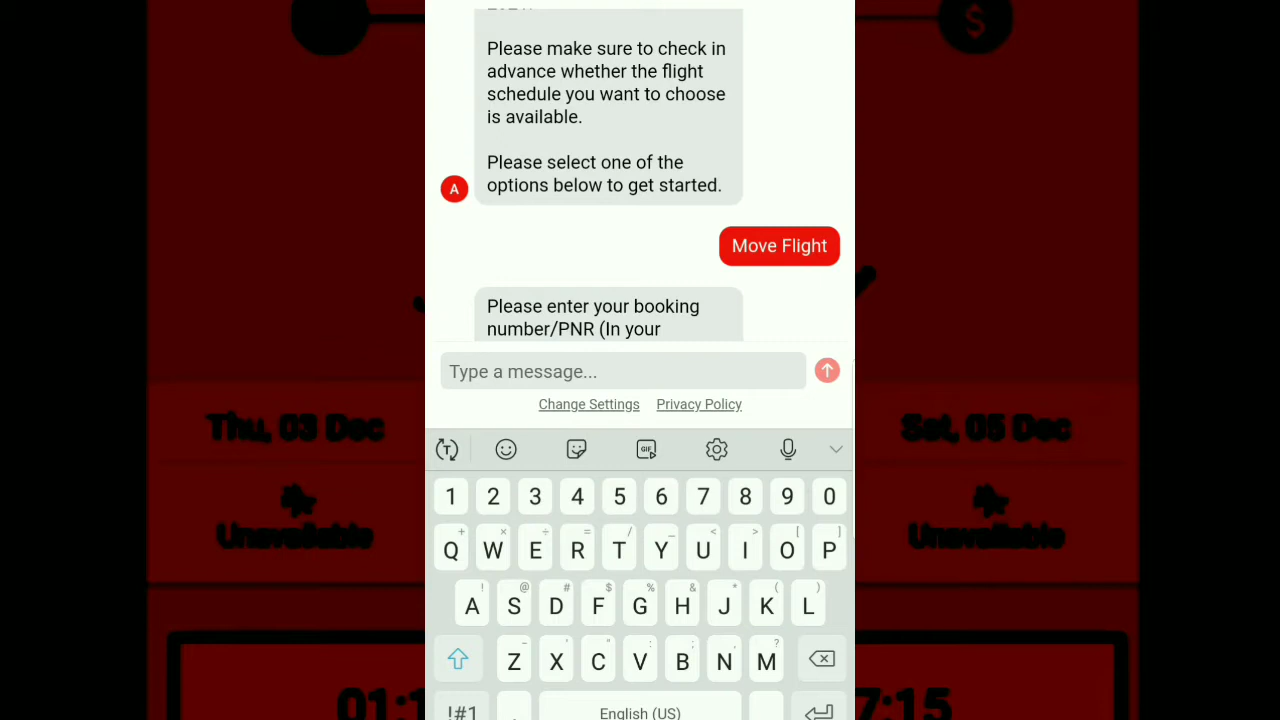 Please make sure to check in
advance whether the flight
schedule you want to choose
is available.
Please select one of the
options below to get started.
A
Move Flight
Please enter your booking
number/PNR (In your
Type a message...
Change Settings Privacy Policy
Thu, 03 Dec
Sat, 05 Dec
Unavailable
Unavailable
T
GIF
1 2 3 4 5 6 7 8 9 0
+ × ÷ = / _ < > [ ]
Q W E R T Y U I O P
! @ # $ % & * ( )
A S D F G H J K L
- ' " : ; , ?
Z X C V B N M
!#1 , English (US)
7:15
$